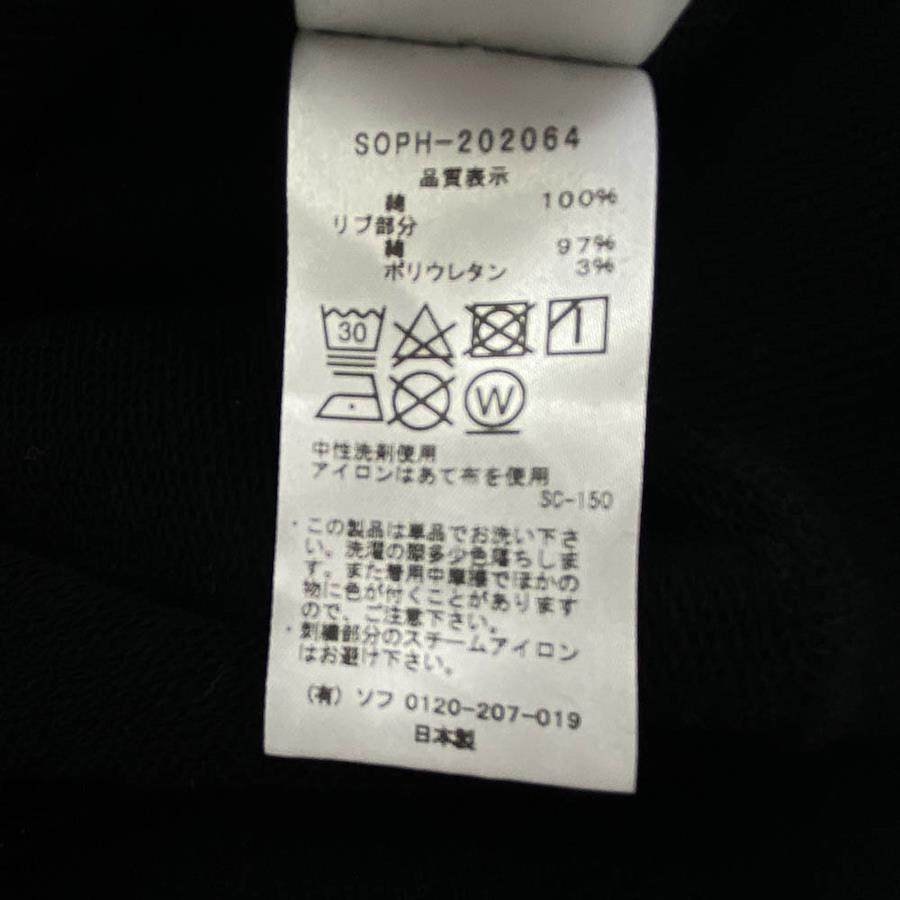 SOPH-202064
品質表示
綿 100%
リブ部分
綿 97%
ポリウレタン 3%
30
W
中性洗剤使用
アイロンはあて布を使用
SC-150
・この製品は単品でお洗い下さ
い。洗濯の際多少色落ちしま
す。また着用中摩擦でほかの
物に色が付くことがあります
ので、ご注意下さい。
・刺繍部分のスチームアイロン
はお避け下さい。
(有) ソフ 0120-207-019
日本製